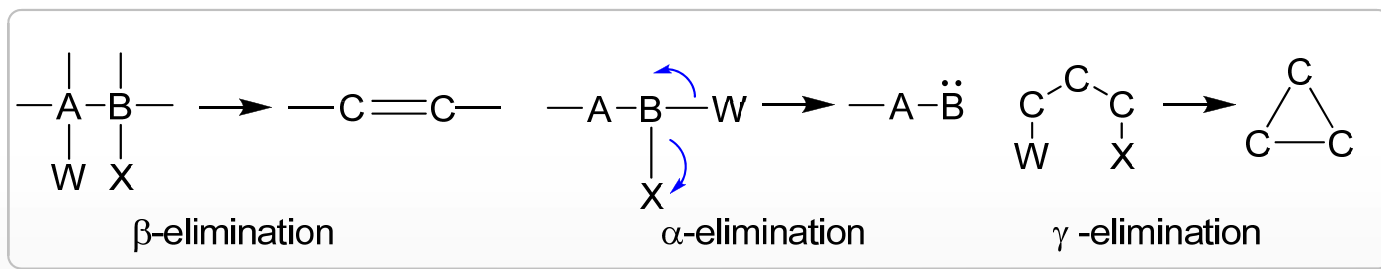 A B C C A B W A B C C C C C C
W X X W X
β-elimination α-elimination γ -elimination